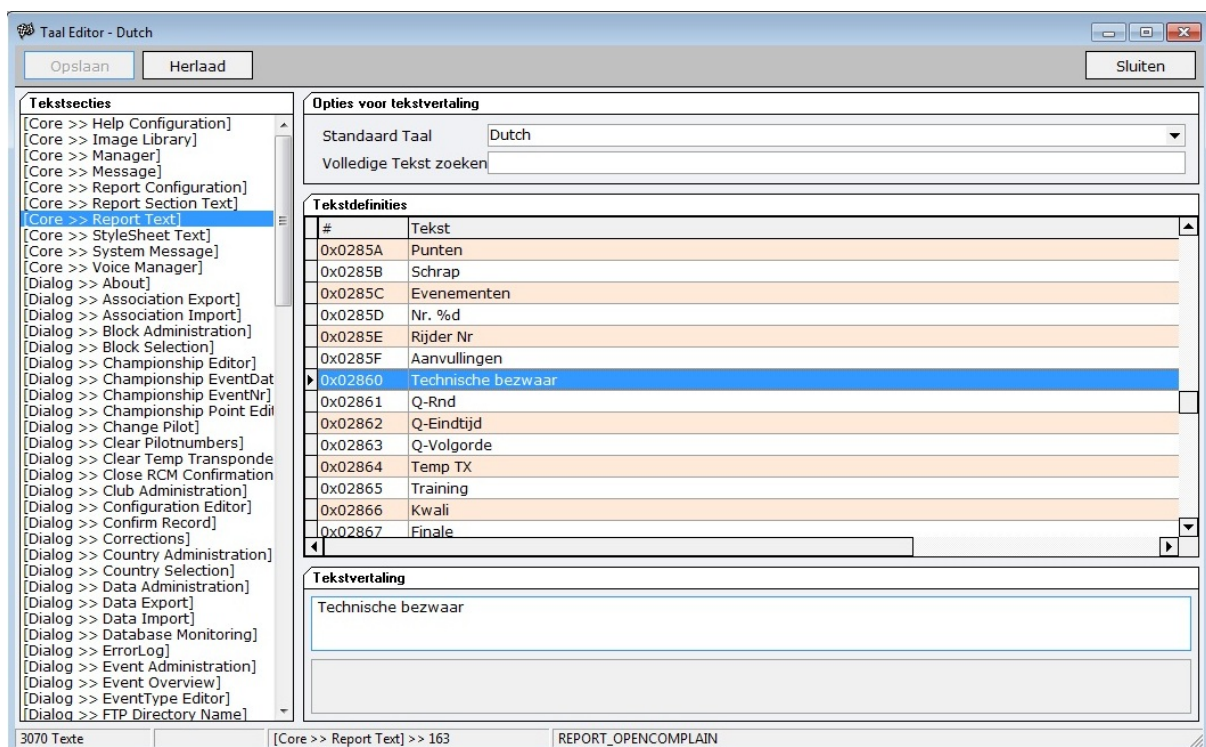 Taal Editor - Dutch
Opslaan
Herlaad
Sluiten
Tekstsecties
[Core >> Help Configuration]
[Core >> Image Library]
[Core >> Manager]
[Core >> Message]
[Core >> Report Configuration]
[Core >> Report Section Text]
[Core >> Report Text]
[Core >> StyleSheet Text]
[Core >> System Message]
[Core >> Voice Manager]
[Dialog >> About]
[Dialog >> Association Export]
[Dialog >> Association Import]
[Dialog >> Block Administration]
[Dialog >> Block Selection]
[Dialog >> Championship Editor]
[Dialog >> Championship EventDat
[Dialog >> Championship EventNr]
[Dialog >> Championship Point Edit
[Dialog >> Change Pilot]
[Dialog >> Clear Pilotnumbers]
[Dialog >> Clear Temp Transponde
[Dialog >> Close RCM Confirmation
[Dialog >> Club Administration]
[Dialog >> Configuration Editor]
[Dialog >> Confirm Record]
[Dialog >> Corrections]
[Dialog >> Country Administration]
[Dialog >> Country Selection]
[Dialog >> Data Administration]
[Dialog >> Data Export]
[Dialog >> Data Import]
[Dialog >> Database Monitoring]
[Dialog >> ErrorLog]
[Dialog >> Event Administration]
[Dialog >> Event Overview]
[Dialog >> EventType Editor]
[Dialog >> FTP Directory Name]
Opties voor tekstvertaling
Standaard Taal Dutch
Volledige Tekst zoeken
Tekstdefinities
# Tekst
0x0285A Punten
0x0285B Schrap
0x0285C Evenementen
0x0285D Nr. %d
0x0285E Rijder Nr
0x0285F Aanvullingen
0x02860 Technische bezwaar
0x02861 Q-Rnd
0x02862 Q-Eindtijd
0x02863 Q-Volgorde
0x02864 Temp TX
0x02865 Training
0x02866 Kwali
0x02867 Finale
Tekstvertaling
Technische bezwaar
3070 Texte [Core >> Report Text] >> 163 REPORT_OPENCOMPLAIN